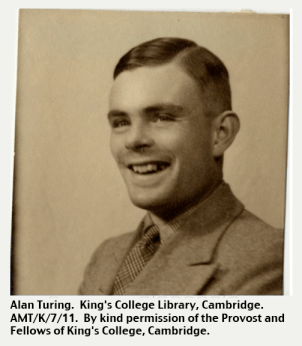 Alan Turing.  King's College Library, Cambridge.
AMT/K/7/11.  By kind permission of the Provost and
Fellows of King's College, Cambridge.